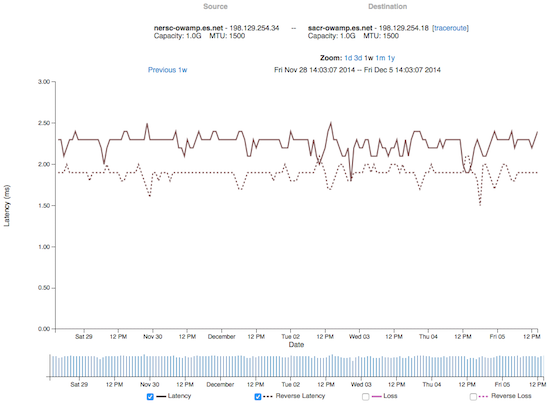 Source Destination
nersc-owamp.es.net - 198.129.254.34 -- sacr-owamp.es.net - 198.129.254.18 [traceroute]
Capacity: 1.0G MTU: 1500 Capacity: 1.0G MTU: 1500
Zoom: 1d 3d 1w 1m 1y
Previous 1w Fri Nov 28 14:03:07 2014 -- Fri Dec 5 14:03:07 2014
3.00
2.50
2.00
1.50
1.00
0.50
0.00
Latency (ms)
Sat 29 12 PM Nov 30 12 PM December 12 PM Tue 02 12 PM Wed 03 12 PM Thu 04 12 PM Fri 05 12 PM
Date
Sat 29 12 PM Nov 30 12 PM December 12 PM Tue 02 12 PM Wed 03 12 PM Thu 04 12 PM Fri 05 12 PM
Latency Reverse Latency Loss Reverse Loss